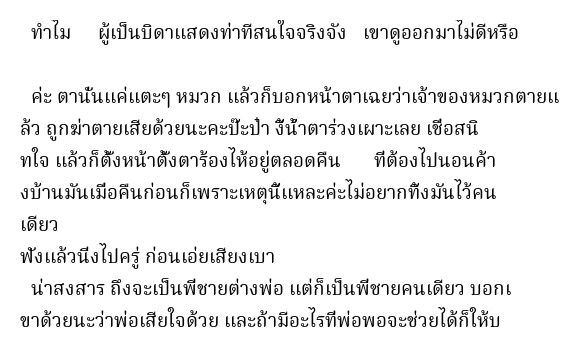 ทำไม ผู้เป็นบิดาแสดงท่าทีสนใจจริงจัง เขาดูออกมาไม่ดีหรือ
ค่ะ ตานั่นแค่แตะๆ หมวก แล้วก็บอกหน้าตาเฉยว่าเจ้าของหมวกตายแ
ล้ว ถูกฆ่าตายเสียด้วยนะคะป๊ะป๋า งี้น้ำตาร่วงเผาะเลย เชื่อสนิ
ทใจ แล้วก็ตั้งหน้าตั้งตาร้องไห้อยู่ตลอดคืน ที่ต้องไปนอนค้า
งบ้านมันเมื่อคืนก่อนก็เพราะเหตุนี้แหละค่ะไม่อยากทิ้งมันไว้คน
เดียว
ฟังแล้วนิ่งไปครู่ ก่อนเอ่ยเสียงเบา
น่าสงสาร ถึงจะเป็นพี่ชายต่างพ่อ แต่ก็เป็นพี่ชายคนเดียว บอกเ
ขาด้วยนะว่าพ่อเสียใจด้วย และถ้ามีอะไรที่พ่อพอจะช่วยได้ก็ให้บ